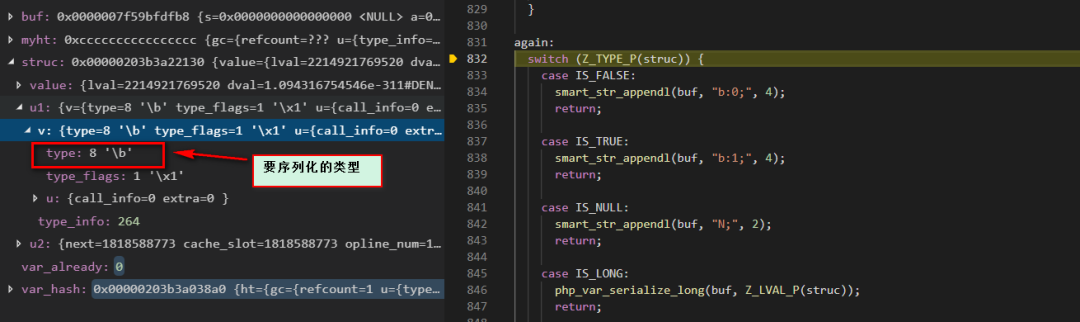 buf: 0x0000007f59bfdfb8 {s=0x0000000000000000 <NULL> a=0…
myht: 0xcccccccccccccccc {gc={refcount=??? u={type_info=…
struc: 0x00000203b3a22130 {value={lval=2214921769520 dva…
value: {lval=2214921769520 dval=1.094316754546e-311#DEN…
u1: {v={type=8 '\b' type_flags=1 '\x1' u={call_info=0 e…
v: {type=8 '\b' type_flags=1 '\x1' u={call_info=0 extr…
type: 8 '\b'
type_flags: 1 '\x1'
u: {call_info=0 extra=0 }
type_info: 264
u2: {next=1818588773 cache_slot=1818588773 opline_num=1…
var_already: 0
var_hash: 0x00000203b3a038a0 {ht={gc={refcount=1 u={type…
要序列化的类型
829 }
830
831 again:
832 switch (Z_TYPE_P(struc)) {
833 case IS_FALSE:
834 smart_str_appendl(buf, "b:0;", 4);
835 return;
836
837 case IS_TRUE:
838 smart_str_appendl(buf, "b:1;", 4);
839 return;
840
841 case IS_NULL:
842 smart_str_appendl(buf, "N;", 2);
843 return;
844
845 case IS_LONG:
846 php_var_serialize_long(buf, Z_LVAL_P(struc));
847 return;